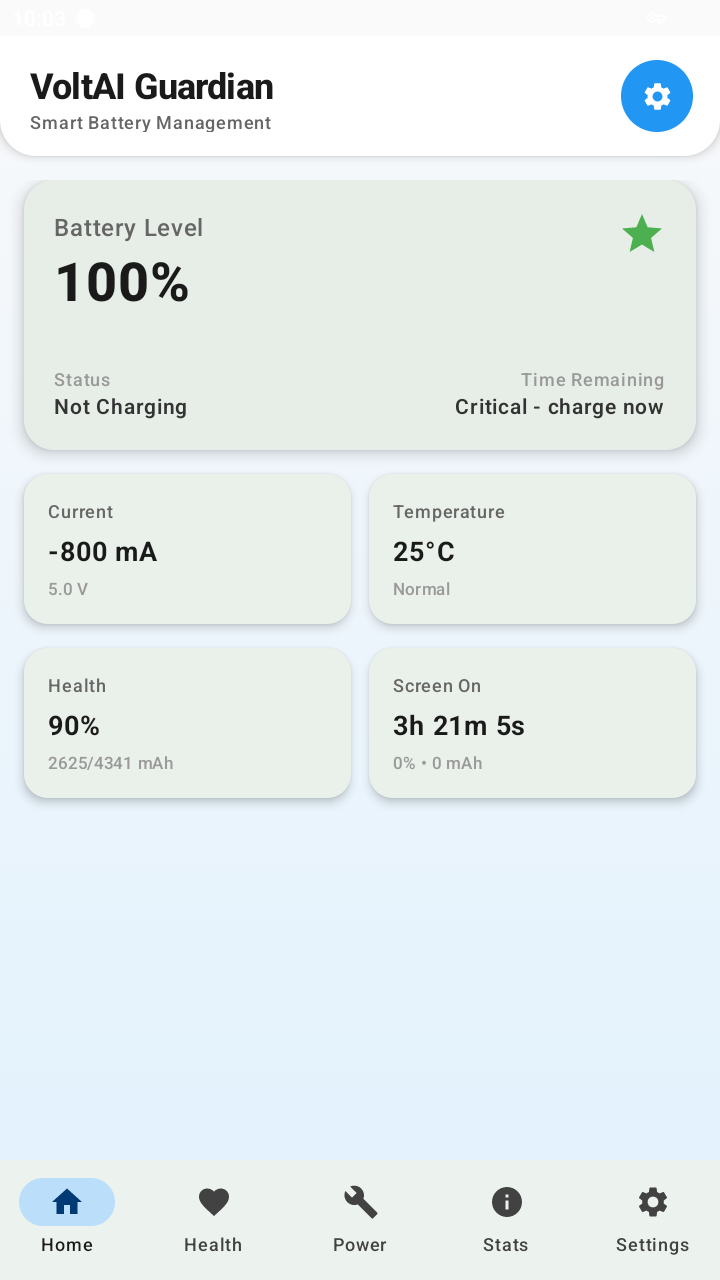 10:03
VoltAI Guardian
Smart Battery Management
Battery Level
100%
Status
Time Remaining
Not Charging
Critical - charge now
Current
Temperature
-800 mA
25°C
5.0 V
Normal
Health
Screen On
90%
3h 21m 5s
2625/4341 mAh
0% • 0 mAh
Home
Health
Power
Stats
Settings